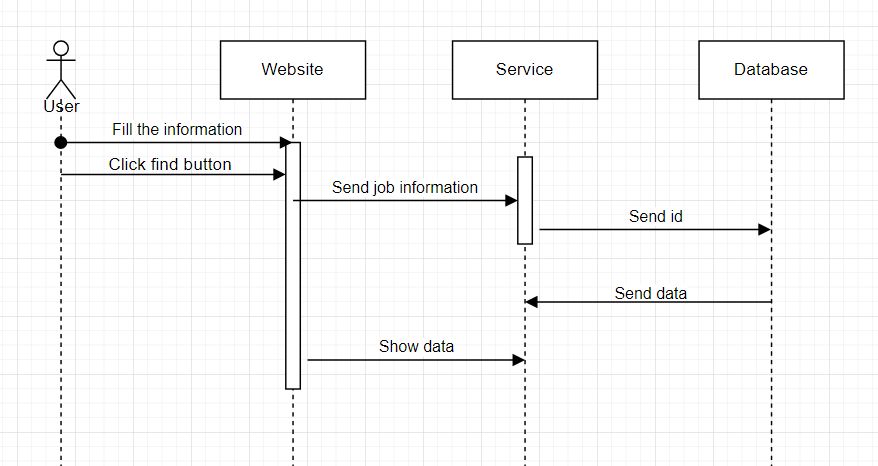 User
Website
Service
Database
Fill the information
Click find button
Send job information
Send id
Send data
Show data